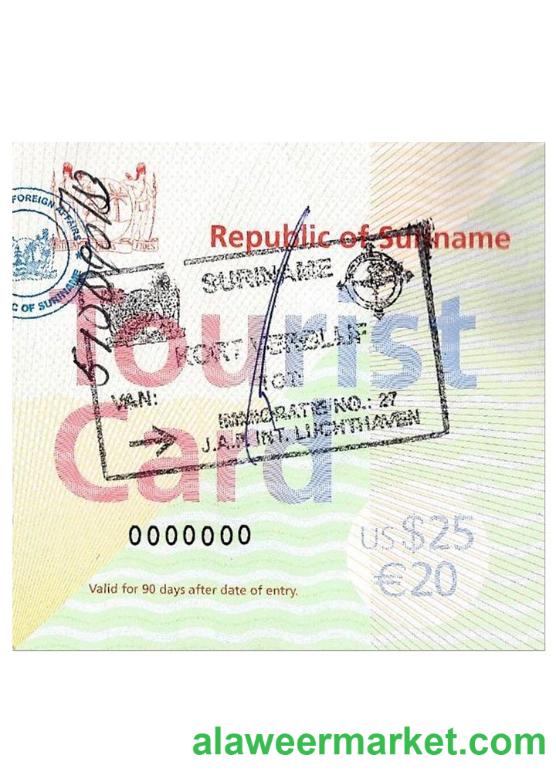 FOREIGN AFFAIRS
C OF SURINAME
Republic of Suriname
Tourist
Card
SURINAME
KORT VERBLIJF
TOT
VAN:
IMMIGRATIE NO.: 27
J.A.P. INT. LUCHTHAVEN
0000000
US $25
€20
Valid for 90 days after date of entry.
alaweermarket.com